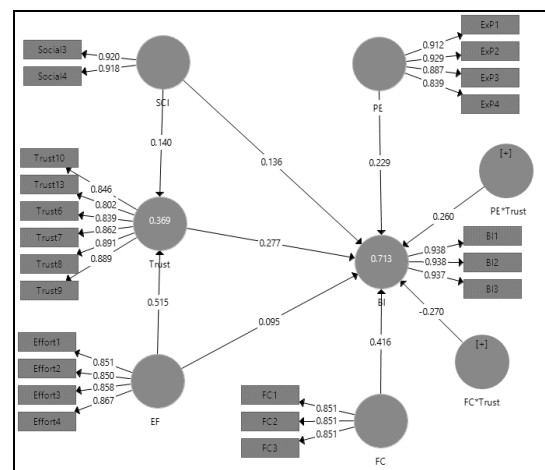 Social3
Social4
0.920
0.918
SCI
ExP1
ExP2
ExP3
ExP4
0.912
0.929
0.887
0.839
PE
0.140
0.136
0.229
[+]
PE*Trust
0.260
Trust10
Trust13
Trust6
Trust7
Trust8
Trust9
0.846
0.802
0.839
0.862
0.891
0.889
0.369
Trust
0.277
0.713
BI
0.938
0.938
0.937
BI1
BI2
BI3
0.515
0.095
0.416
-0.270
[+]
FC*Trust
Effort1
Effort2
Effort3
Effort4
0.851
0.850
0.858
0.867
EF
FC1
FC2
FC3
0.851
0.851
0.851
FC